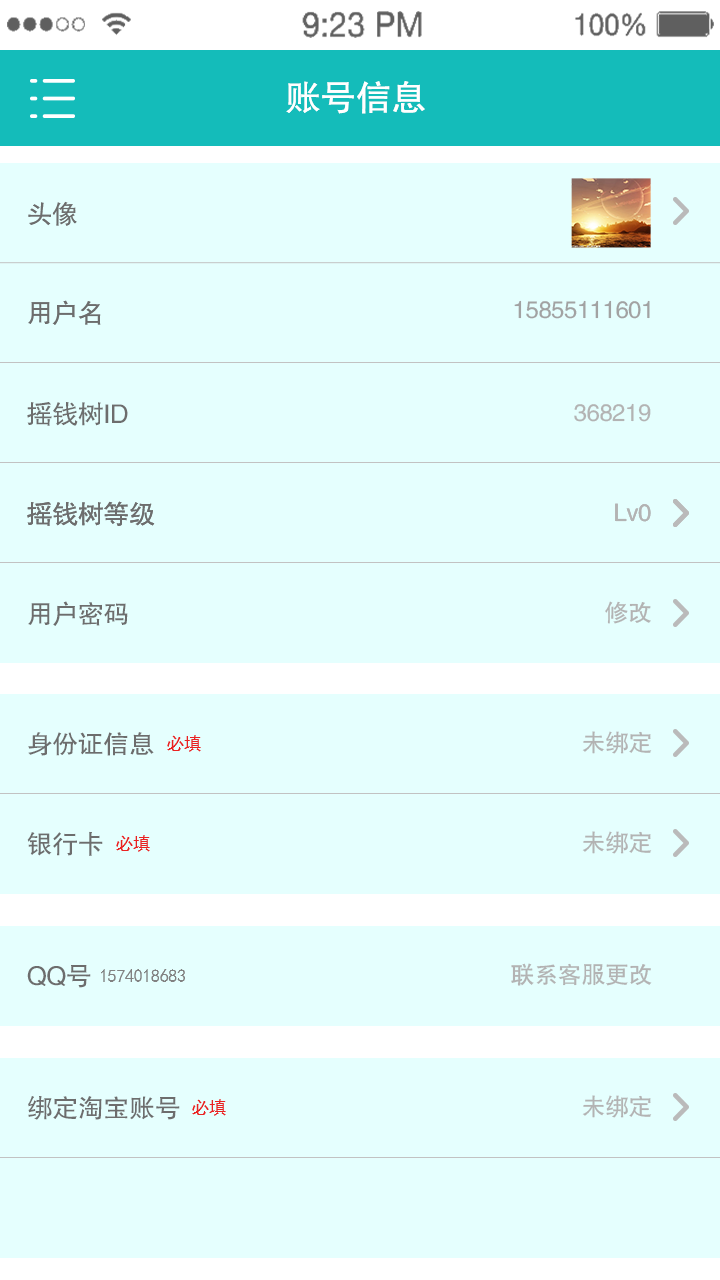 9:23 PM 100%
账号信息
头像
用户名 15855111601
摇钱树ID 368219
摇钱树等级 Lv0
用户密码 修改
身份证信息 必填 未绑定
银行卡 必填 未绑定
QQ号 1574018683 联系客服更改
绑定淘宝账号 必填 未绑定